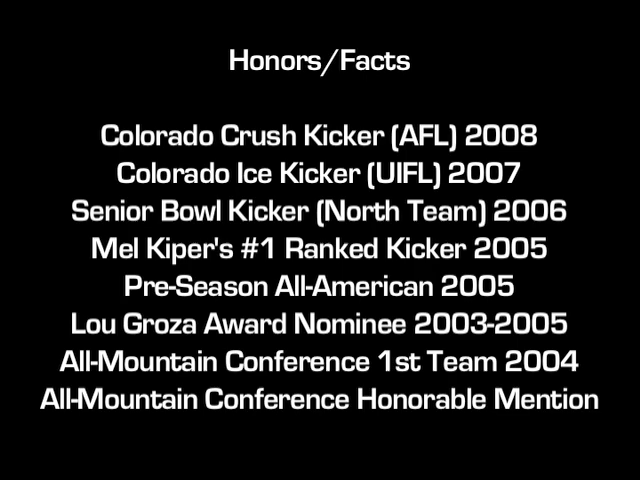 Honors/Facts
Colorado Crush Kicker (AFL) 2008
Colorado Ice Kicker (UIFL) 2007
Senior Bowl Kicker (North Team) 2006
Mel Kiper's #1 Ranked Kicker 2005
Pre-Season All-American 2005
Lou Groza Award Nominee 2003-2005
All-Mountain Conference 1st Team 2004
All-Mountain Conference Honorable Mention